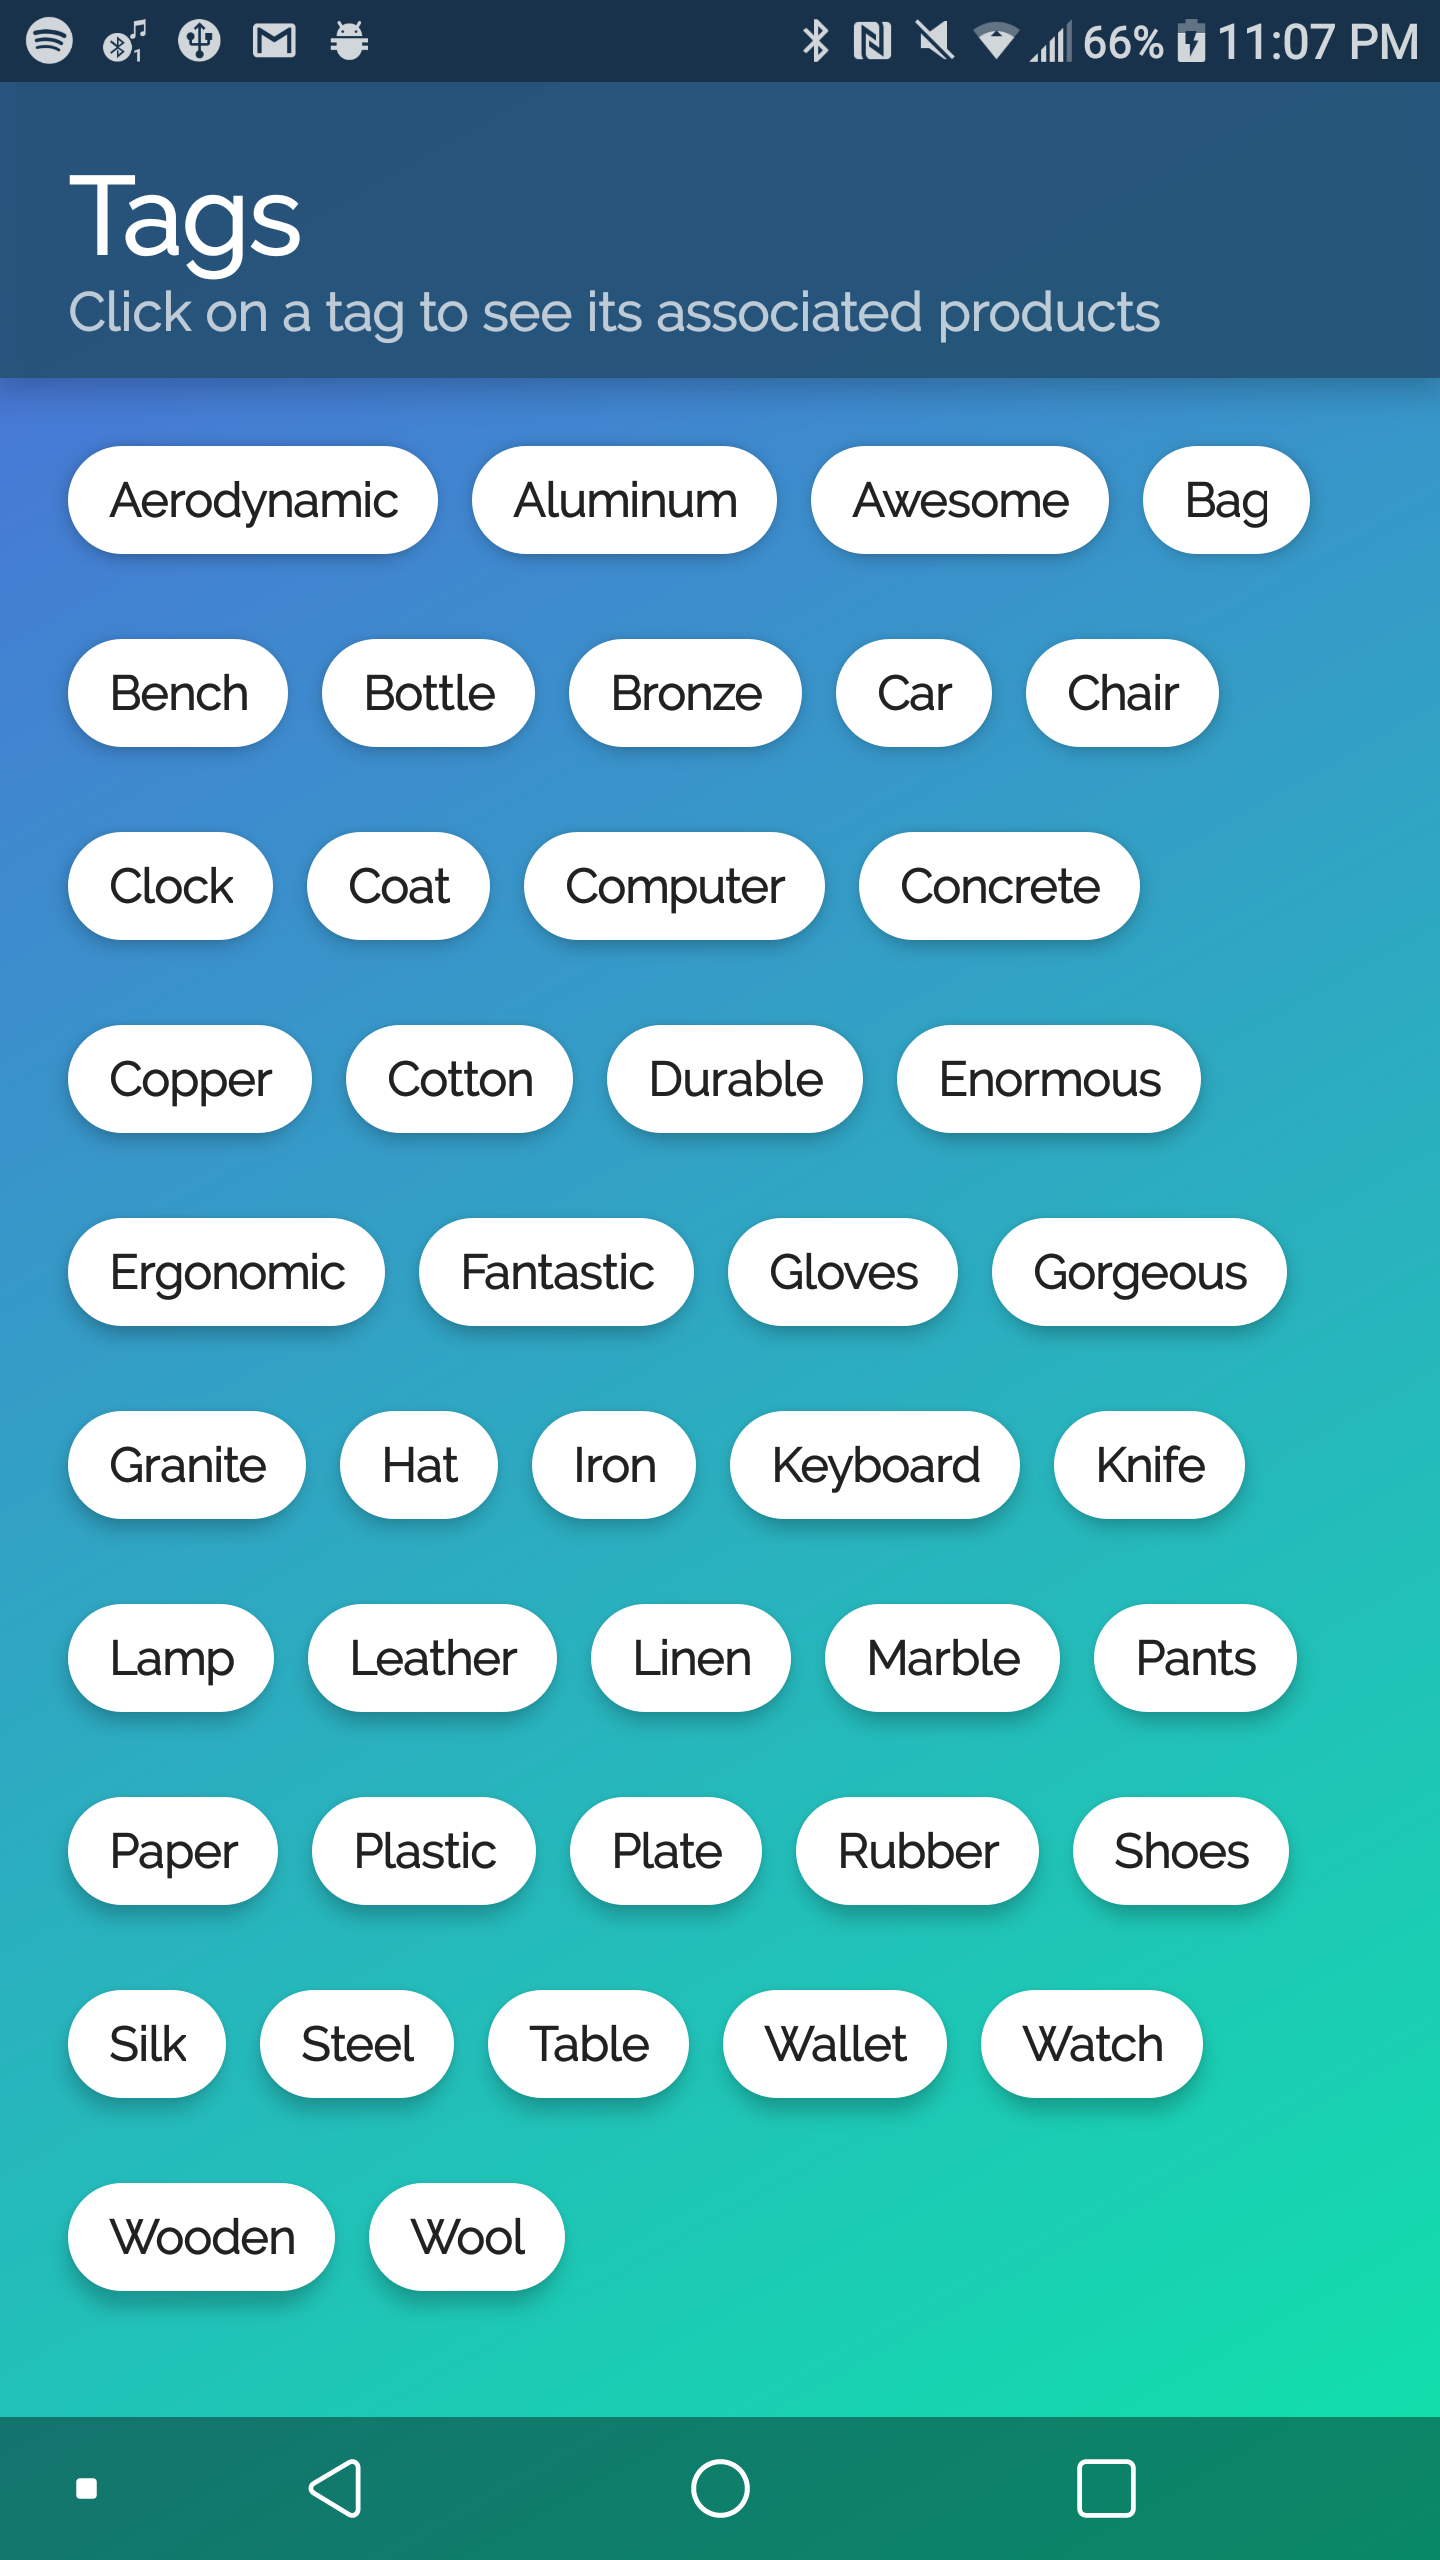 1 66% 11:07 PM
Tags
Click on a tag to see its associated products
Aerodynamic Aluminum Awesome Bag
Bench Bottle Bronze Car Chair
Clock Coat Computer Concrete
Copper Cotton Durable Enormous
Ergonomic Fantastic Gloves Gorgeous
Granite Hat Iron Keyboard Knife
Lamp Leather Linen Marble Pants
Paper Plastic Plate Rubber Shoes
Silk Steel Table Wallet Watch
Wooden Wool